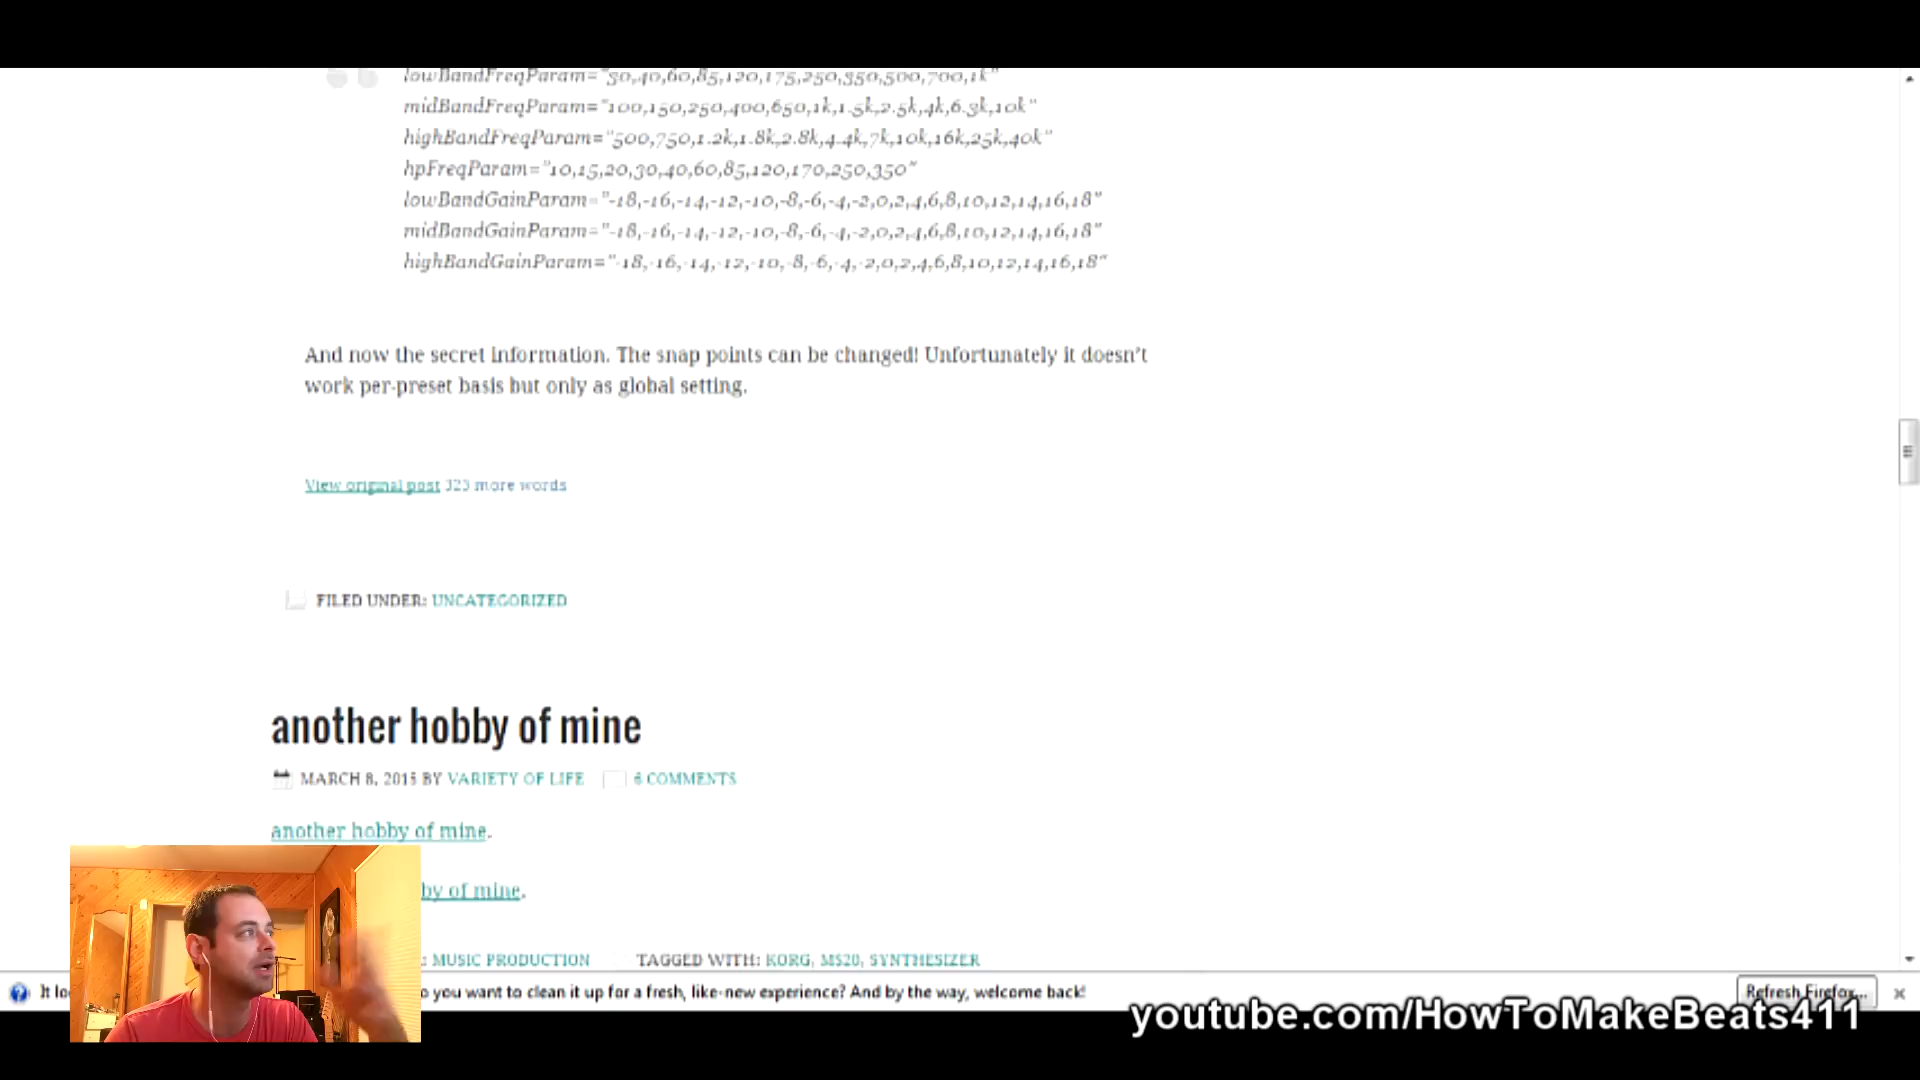 lowBandFreqParam="30,40,60,85,120,175,250,350,500,700,1k"
midBandFreqParam="100,150,250,400,650,1k,1.5k,2.5k,4k,6.3k,10k"
highBandFreqParam="500,750,1.2k,1.8k,2.8k,4.4k,7k,10k,16k,25k,40k"
hpFreqParam="10,15,20,30,40,60,85,120,170,250,350"
lowBandGainParam="-18,-16,-14,-12,-10,-8,-6,-4,-2,0,2,4,6,8,10,12,14,16,18"
midBandGainParam="-18,-16,-14,-12,-10,-8,-6,-4,-2,0,2,4,6,8,10,12,14,16,18"
highBandGainParam="-18,-16,-14,-12,-10,-8,-6,-4,-2,0,2,4,6,8,10,12,14,16,18"
And now the secret information. The snap points can be changed! Unfortunately it doesn't
work per-preset basis but only as global setting.
View original post 323 more words
FILED UNDER: UNCATEGORIZED
another hobby of mine
MARCH 8, 2015 BY VARIETY OF LIFE 6 COMMENTS
another hobby of mine.
by of mine.
: MUSIC PRODUCTION TAGGED WITH: KORG, MS20, SYNTHESIZER
It lo
o you want to clean it up for a fresh, like-new experience? And by the way, welcome back!
Refresh Firefox...
youtube.com/HowToMakeBeats411